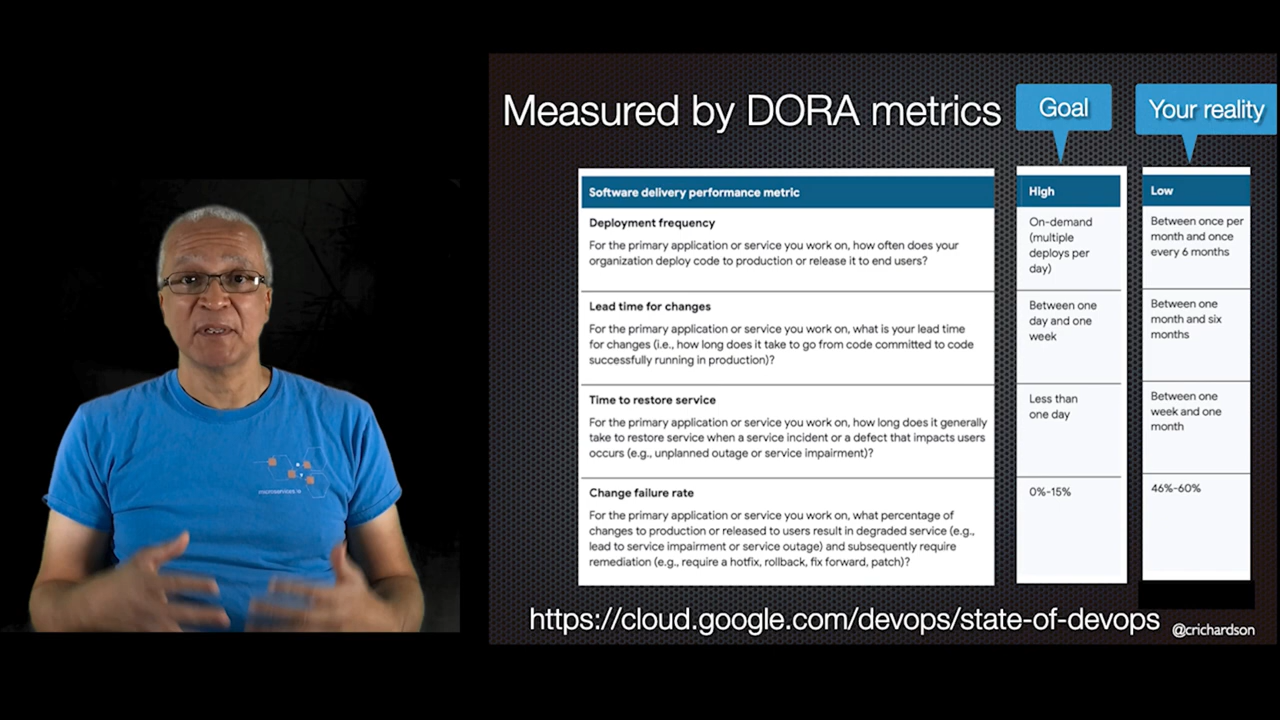 Measured by DORA metrics
Goal
Your reality
Software delivery performance metric
High
Low
Deployment frequency
For the primary application or service you work on, how often does your
organization deploy code to production or release it to end users?
On-demand
(multiple
deploys per
day)
Between once per
month and once
every 6 months
Lead time for changes
For the primary application or service you work on, what is your lead time
for changes (i.e., how long does it take to go from code committed to code
successfully running in production)?
Between one
day and one
week
Between one
month and six
months
Time to restore service
For the primary application or service you work on, how long does it generally
take to restore service when a service incident or a defect that impacts users
occurs (e.g., unplanned outage or service impairment)?
Less than
one day
Between one
week and one
month
Change failure rate
For the primary application or service you work on, what percentage of
changes to production or released to users result in degraded service (e.g.,
lead to service impairment or service outage) and subsequently require
remediation (e.g., require a hotfix, rollback, fix forward, patch)?
0%-15%
46%-60%
https://cloud.google.com/devops/state-of-devops
@crichardson
microservices.io